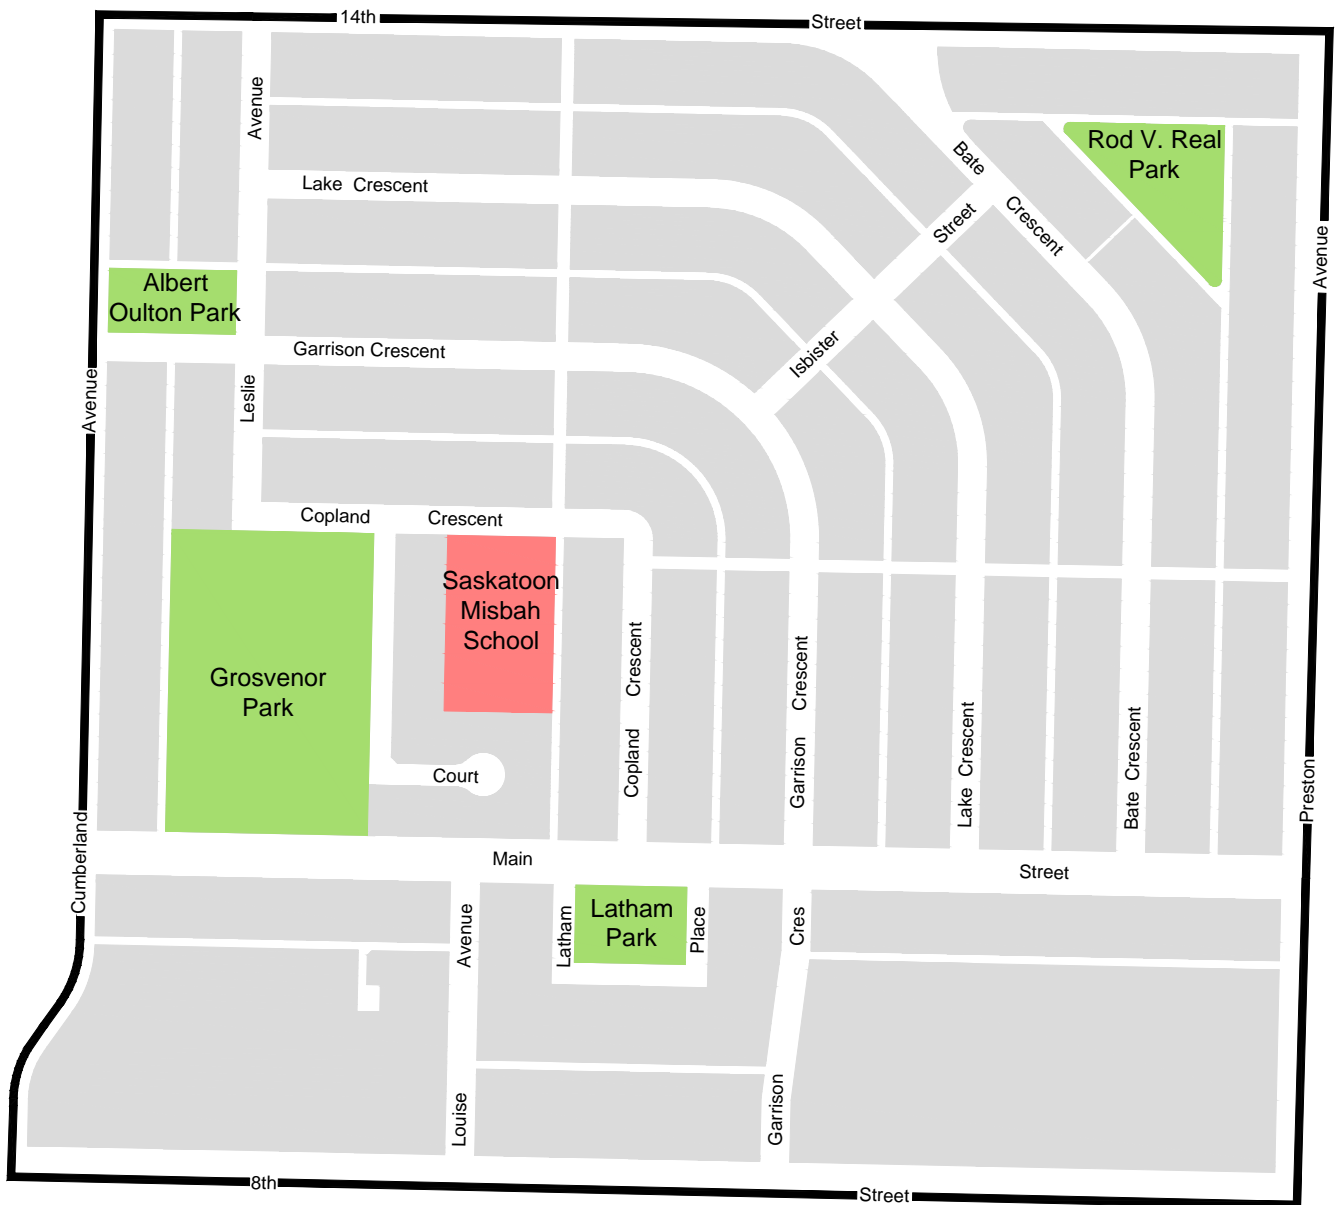 14th
Street
Avenue
Rod V. Real
Park
Bate
Crescent
Lake Crescent
Street
Avenue
Albert
Oulton Park
Isbister
Garrison Crescent
Leslie
Avenue
Copland
Crescent
Saskatoon
Misbah
School
Grosvenor
Park
Crescent
Copland
Crescent
Garrison
Lake Crescent
Bate Crescent
Court
Preston
Cumberland
Main
Street
Avenue
Latham
Latham
Park
Place
Cres
Louise
Garrison
8th
Street